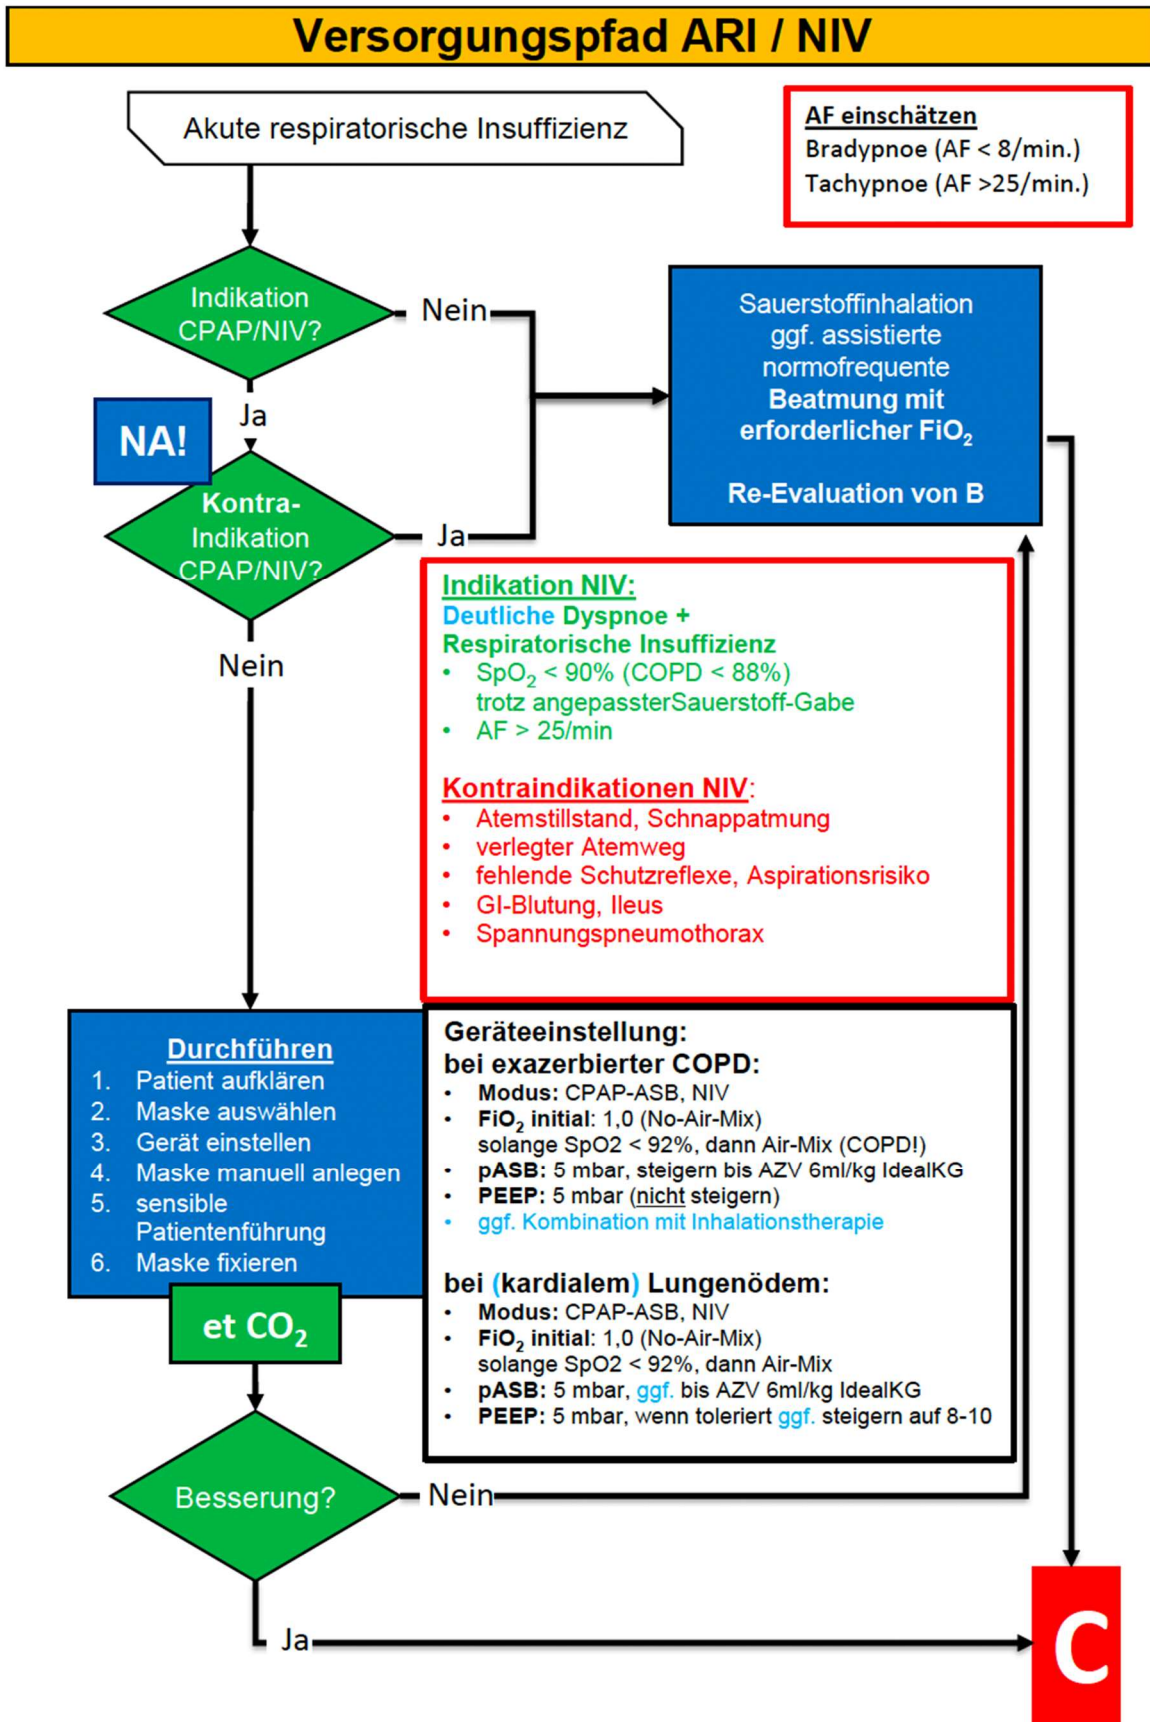 Versorgungspfad ARI / NIV
Akute respiratorische Insuffizienz
AF einschätzen
Bradypnoe (AF < 8/min.)
Tachypnoe (AF >25/min.)
Indikation
CPAP/NIV?
Nein
Ja
NA!
Kontra-
Indikation
CPAP/NIV?
Ja
Nein
Sauerstoffinhalation
ggf. assistierte
normofrequente
Beatmung mit
erforderlicher FiO₂
Re-Evaluation von B
Indikation NIV:
Deutliche Dyspnoe +
Respiratorische Insuffizienz
• SpO₂ < 90% (COPD < 88%)
trotz angepassterSauerstoff-Gabe
• AF > 25/min
Kontraindikationen NIV:
• Atemstillstand, Schnappatmung
• verlegter Atemweg
• fehlende Schutzreflexe, Aspirationsrisiko
• GI-Blutung, Ileus
• Spannungspneumothorax
Durchführen
1. Patient aufklären
2. Maske auswählen
3. Gerät einstellen
4. Maske manuell anlegen
5. sensible
Patientenführung
6. Maske fixieren
et CO₂
Geräteeinstellung:
bei exazerbierter COPD:
• Modus: CPAP-ASB, NIV
• FiO₂ initial: 1,0 (No-Air-Mix)
solange SpO2 < 92%, dann Air-Mix (COPD!)
• pASB: 5 mbar, steigern bis AZV 6ml/kg IdealKG
• PEEP: 5 mbar (nicht steigern)
• ggf. Kombination mit Inhalationstherapie
bei (kardialem) Lungenödem:
• Modus: CPAP-ASB, NIV
• FiO₂ initial: 1,0 (No-Air-Mix)
solange SpO2 < 92%, dann Air-Mix
• pASB: 5 mbar, ggf. bis AZV 6ml/kg IdealKG
• PEEP: 5 mbar, wenn toleriert ggf. steigern auf 8-10
Besserung?
Nein
Ja
C